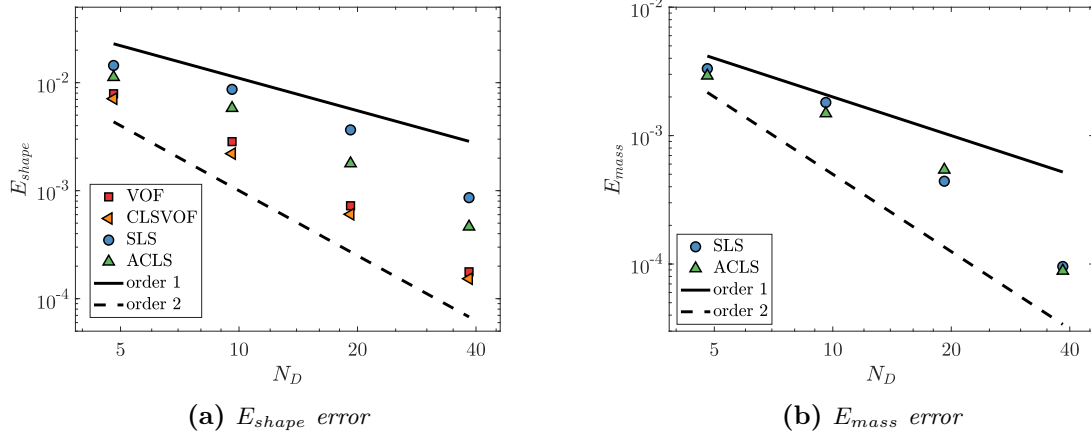 10^-2
10^-3
10^-4
E_shape
VOF
CLSVOF
SLS
ACLS
order 1
order 2
5 10 20 40
N_D
(a) E_shape error
10^-2
10^-3
10^-4
E_mass
SLS
ACLS
order 1
order 2
5 10 20 40
N_D
(b) E_mass error